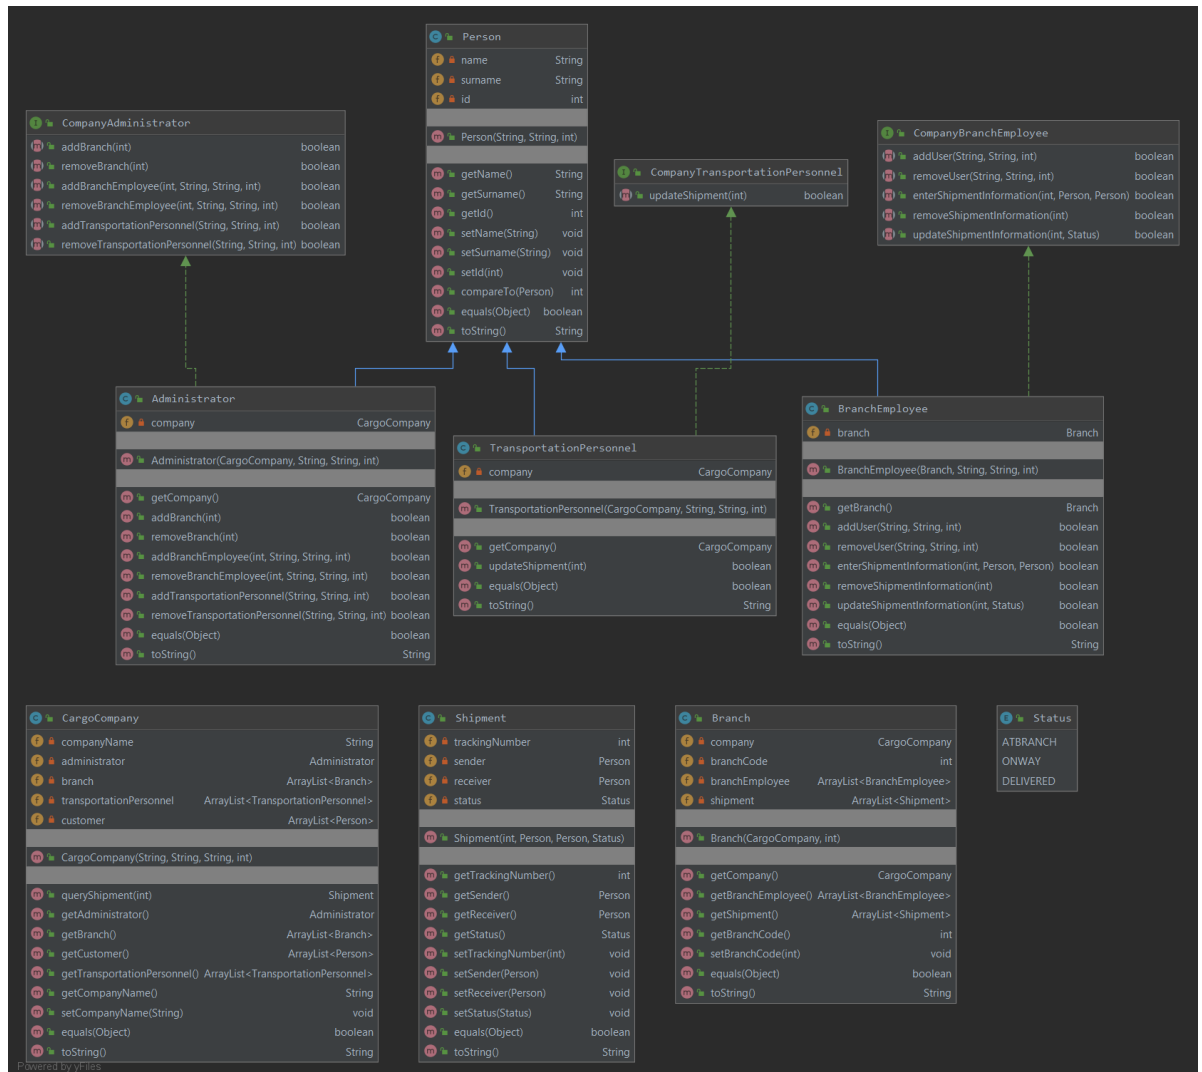 Person
name String
surname String
id int
Person(String, String, int)
getName() String
getSurname() String
getId() int
setName(String) void
setSurname(String) void
setId(int) void
compareTo(Person) int
equals(Object) boolean
toString() String
CompanyAdministrator
addBranch(int) boolean
removeBranch(int) boolean
addBranchEmployee(int, String, String, int) boolean
removeBranchEmployee(int, String, String, int) boolean
addTransportationPersonnel(String, String, int) boolean
removeTransportationPersonnel(String, String, int) boolean
CompanyTransportationPersonnel
updateShipment(int) boolean
CompanyBranchEmployee
addUser(String, String, int) boolean
removeUser(String, String, int) boolean
enterShipmentInformation(int, Person, Person) boolean
removeShipmentInformation(int) boolean
updateShipmentInformation(int, Status) boolean
Administrator
company CargoCompany
Administrator(CargoCompany, String, String, int)
getCompany() CargoCompany
addBranch(int) boolean
removeBranch(int) boolean
addBranchEmployee(int, String, String, int) boolean
removeBranchEmployee(int, String, String, int) boolean
addTransportationPersonnel(String, String, int) boolean
removeTransportationPersonnel(String, String, int) boolean
equals(Object) boolean
toString() String
TransportationPersonnel
company CargoCompany
TransportationPersonnel(CargoCompany, String, String, int)
getCompany() CargoCompany
updateShipment(int) boolean
equals(Object) boolean
toString() String
BranchEmployee
branch Branch
BranchEmployee(Branch, String, String, int)
getBranch() Branch
addUser(String, String, int) boolean
removeUser(String, String, int) boolean
enterShipmentInformation(int, Person, Person) boolean
removeShipmentInformation(int) boolean
updateShipmentInformation(int, Status) boolean
equals(Object) boolean
toString() String
CargoCompany
companyName String
administrator Administrator
branch ArrayList<Branch>
transportationPersonnel ArrayList<TransportationPersonnel>
customer ArrayList<Person>
CargoCompany(String, String, String, int)
queryShipment(int) Shipment
getAdministrator() Administrator
getBranch() ArrayList<Branch>
getCustomer() ArrayList<Person>
getTransportationPersonnel() ArrayList<TransportationPersonnel>
getCompanyName() String
setCompanyName(String) void
equals(Object) boolean
toString() String
Shipment
trackingNumber int
sender Person
receiver Person
status Status
Shipment(int, Person, Person, Status)
getTrackingNumber() int
getSender() Person
getReceiver() Person
getStatus() Status
setTrackingNumber(int) void
setSender(Person) void
setReceiver(Person) void
setStatus(Status) void
equals(Object) boolean
toString() String
Branch
company CargoCompany
branchCode int
branchEmployee ArrayList<BranchEmployee>
shipment ArrayList<Shipment>
Branch(CargoCompany, int)
getCompany() CargoCompany
getBranchEmployee() ArrayList<BranchEmployee>
getShipment() ArrayList<Shipment>
getBranchCode() int
setBranchCode(int) void
equals(Object) boolean
toString() String
Status
ATBRANCH
ONWAY
DELIVERED
Powered by yFiles